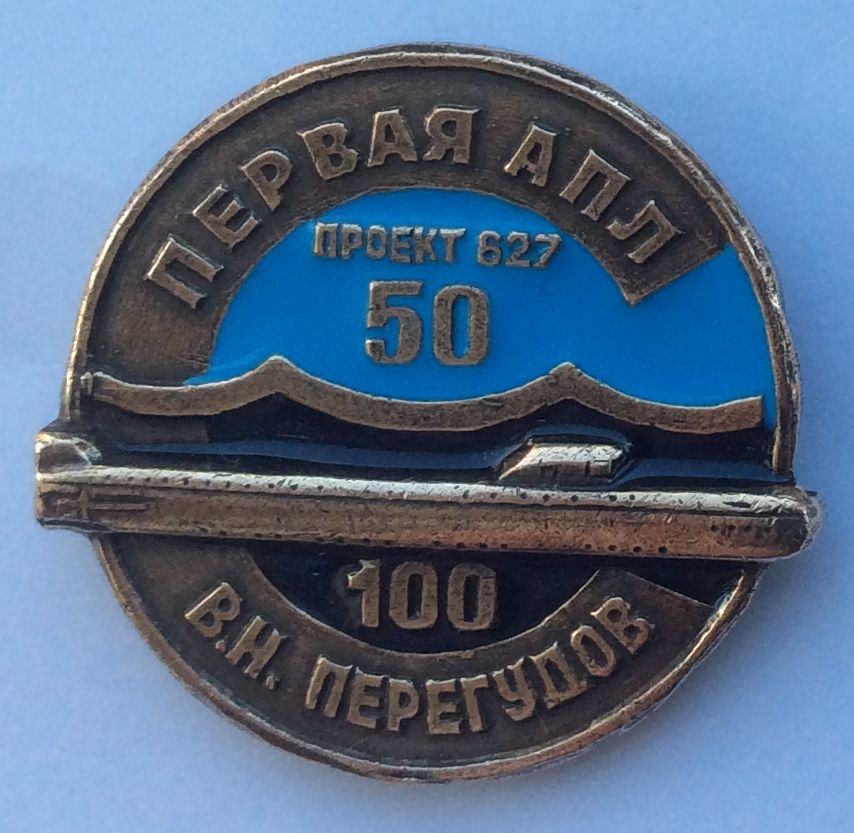 ПЕРВАЯ АПЛ
ПРОЕКТ 627
50
100
В.Н. ПЕРЕГУДОВ